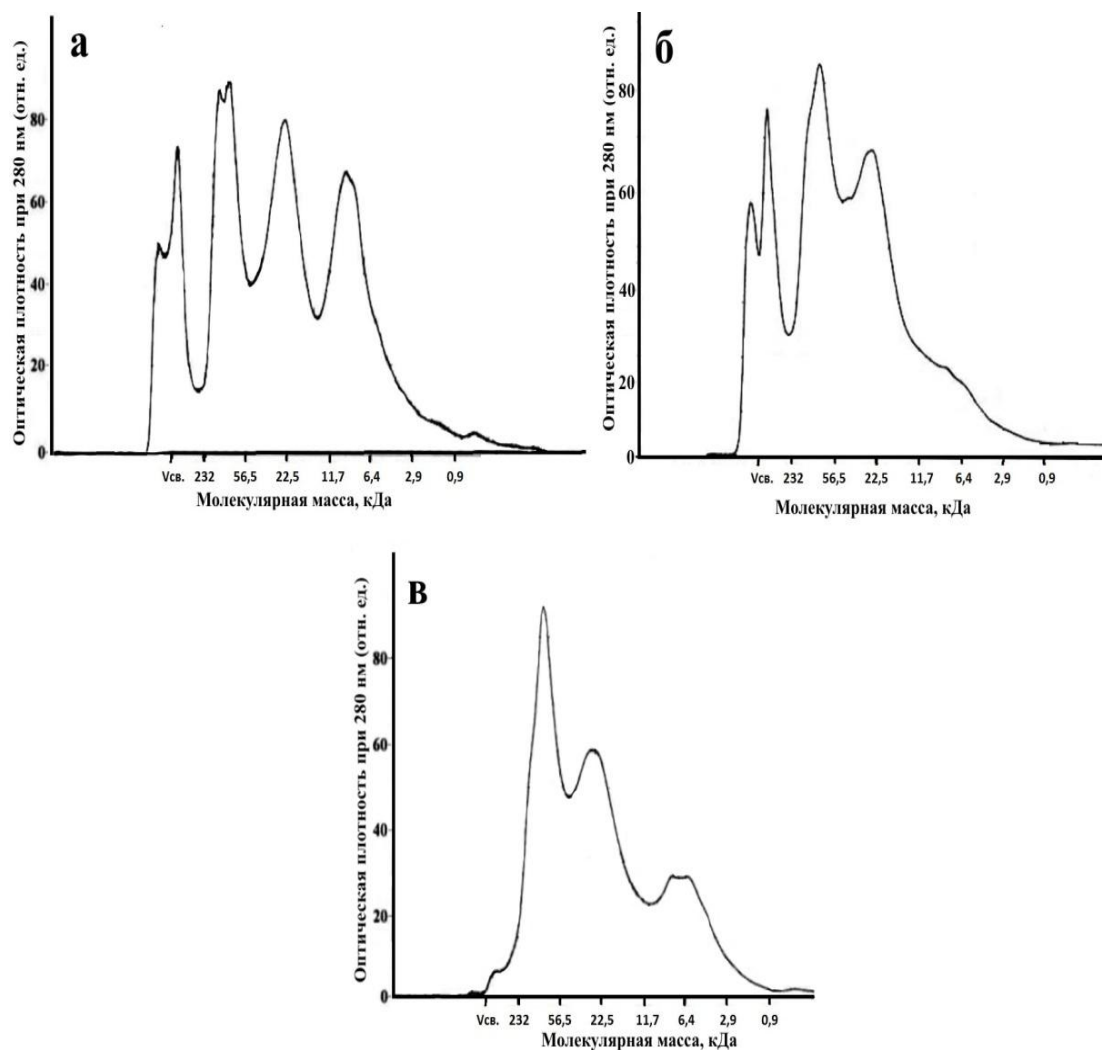 а
Оптическая плотность при 280 нм (отн. ед.)
80
60
40
20
0
Vсв. 232 56,5 22,5 11,7 6,4 2,9 0,9
Молекулярная масса, кДа
б
Оптическая плотность при 280 нм (отн. ед.)
80
60
40
20
0
Vсв. 232 56,5 22,5 11,7 6,4 2,9 0,9
Молекулярная масса, кДа
в
Оптическая плотность при 280 нм (отн. ед.)
80
60
40
20
0
Vсв. 232 56,5 22,5 11,7 6,4 2,9 0,9
Молекулярная масса, кДа